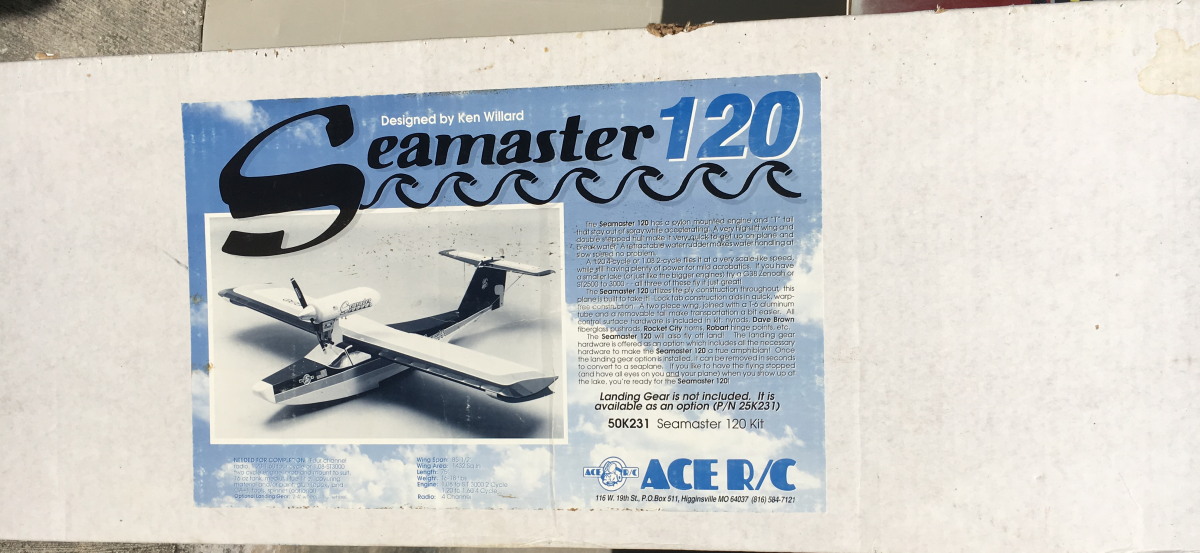 Designed by Ken Willard
Seamaster 120
The Seamaster 120 has a pylon mounted engine and "T" tail
that stay out of spray while accelerating. A very high lift wing and
double stepped hull make it very quick to get up on plane and
A retractable water rudder makes water handling at
slow speed no problem.
A 120 4-cycle or 1.08 2-cycle flies it at a very scale-like speed,
while still having plenty of power for mild acrobatics. If you have
a smaller lake (or just like the bigger engines) try a G38 Zenoah or
ST2500 to 3000 - all three of these fly it just great!
The Seamaster 120 utilizes lite ply construction throughout, this
plane is built to take it! Lock tab construction aids in quick, warp-
free construction. A two piece wing, joined with a T-6 aluminum
tube and a removable tail make transportation a bit easier. All
control surface hardware is included in kit: nyrods, Dave Brown
fiberglass pushrods, Rocket City horns, Robart hinge points, etc.
The Seamaster 120 will also fly off land! The landing gear
hardware is offered as an option which includes all the necessary
hardware to make the Seamaster 120 a true amphibian! Once
the landing gear option is installed, it can be removed in seconds
to convert to a seaplane. If you like to have the flying stopped
(and have all eyes on you and your plane) when you show up at
the lake, you're ready for the Seamaster 120!
Landing Gear is not included. It is
available as an option (P/N 25K231)
50K231 Seamaster 120 Kit
NEEDED FOR COMPLETION: Four channel
Wing Span:
Wing Area:
Length:
Weight:
Engine:
Radio: 4 Channel
ACE R/C
ACE R/C
116 W. 19th St., P.O. Box 511, Higginsville MO 64037 (816) 584-7121